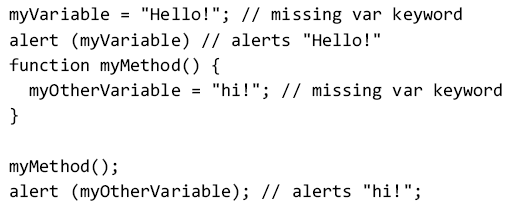 myVariable = "Hello!"; // missing var keyword
alert (myVariable) // alerts "Hello!"
function myMethod() {
  myOtherVariable = "hi!"; // missing var keyword
}

myMethod();
alert (myOtherVariable); // alerts "hi!";